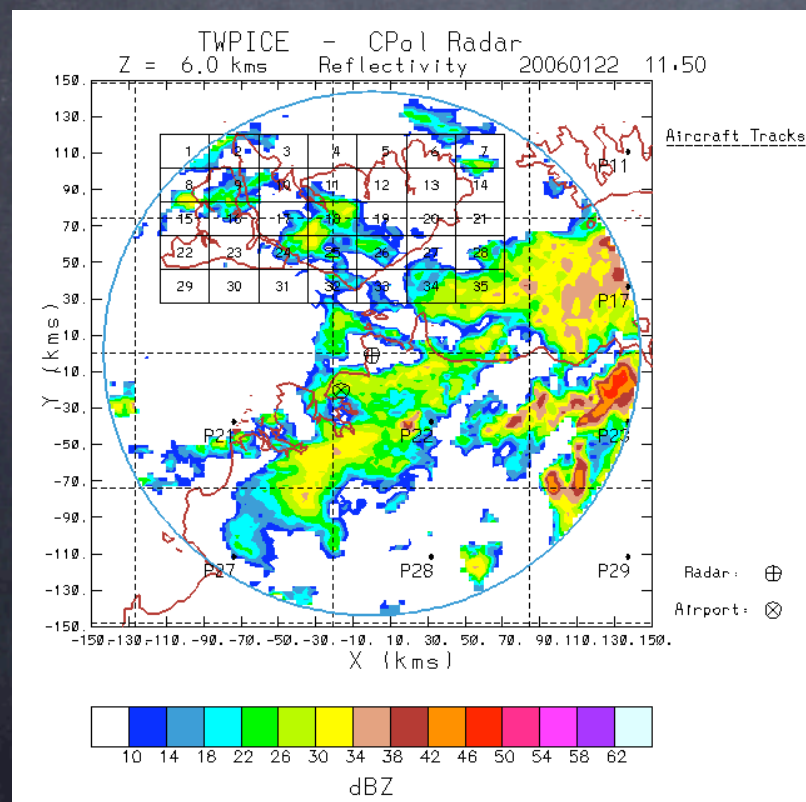 TWPICE - CPol Radar
Z = 6.0 kms Reflectivity 20060122 11.50
150.
130.
110.
90.
70.
50.
30.
10.
-10.
-30.
-50.
-70.
-90.
-110.
-130.
-150.
Y (kms)
1 2 3 4 5 6 7
8 9 10 11 12 13 14
15 16 17 18 19 20 21
22 23 24 25 26 27 28
29 30 31 32 33 34 35
Aircraft Tracks
P11
P17
P21 P22 P23
P27 P28 P29
Radar:
Airport:
-150. -130. -110. -90. -70. -50. -30. -10. 10. 30. 50. 70. 90. 110. 130. 150.
X (kms)
10 14 18 22 26 30 34 38 42 46 50 54 58 62
dBZ